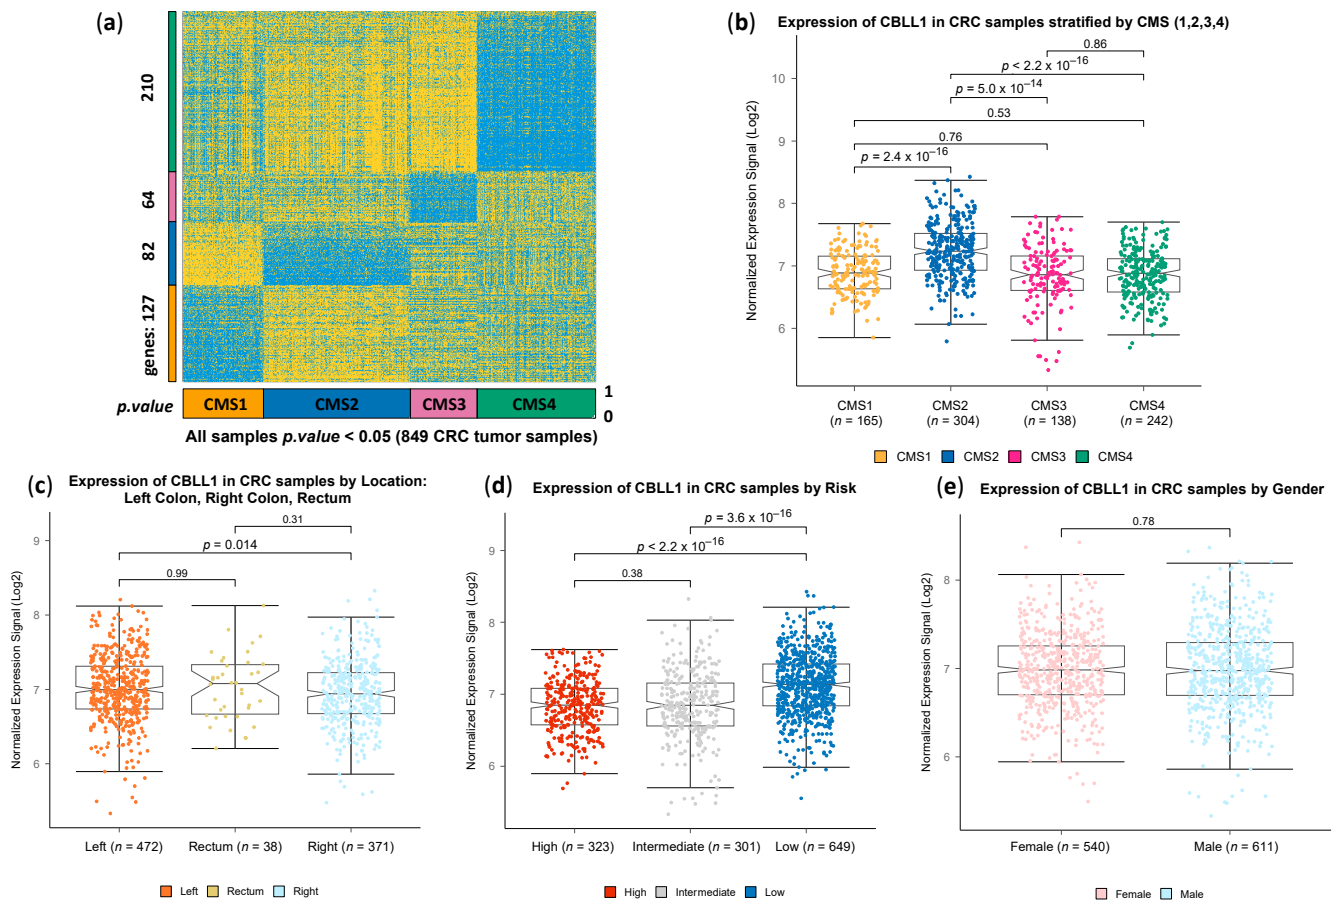 (a)
210
64
82
genes: 127
p.value
CMS1
CMS2
CMS3
CMS4
1
0
All samples p.value < 0.05 (849 CRC tumor samples)
(b)
Expression of CBLL1 in CRC samples stratified by CMS (1,2,3,4)
Normalized Expression Signal (Log2)
10
9
8
7
6
0.86
p < 2.2 x 10⁻¹⁶
p = 5.0 x 10⁻¹⁴
0.53
0.76
p = 2.4 x 10⁻¹⁶
CMS1
(n = 165)
CMS2
(n = 304)
CMS3
(n = 138)
CMS4
(n = 242)
CMS1
CMS2
CMS3
CMS4
(c)
Expression of CBLL1 in CRC samples by Location:
Left Colon, Right Colon, Rectum
Normalized Expression Signal (Log2)
9
8
7
6
0.31
p = 0.014
0.99
Left (n = 472)
Rectum (n = 38)
Right (n = 371)
Left
Rectum
Right
(d)
Expression of CBLL1 in CRC samples by Risk
Normalized Expression Signal (Log2)
9
8
7
6
p = 3.6 x 10⁻¹⁶
p < 2.2 x 10⁻¹⁶
0.38
High (n = 323)
Intermediate (n = 301)
Low (n = 649)
High
Intermediate
Low
(e)
Expression of CBLL1 in CRC samples by Gender
Normalized Expression Signal (Log2)
8
7
6
0.78
Female (n = 540)
Male (n = 611)
Female
Male